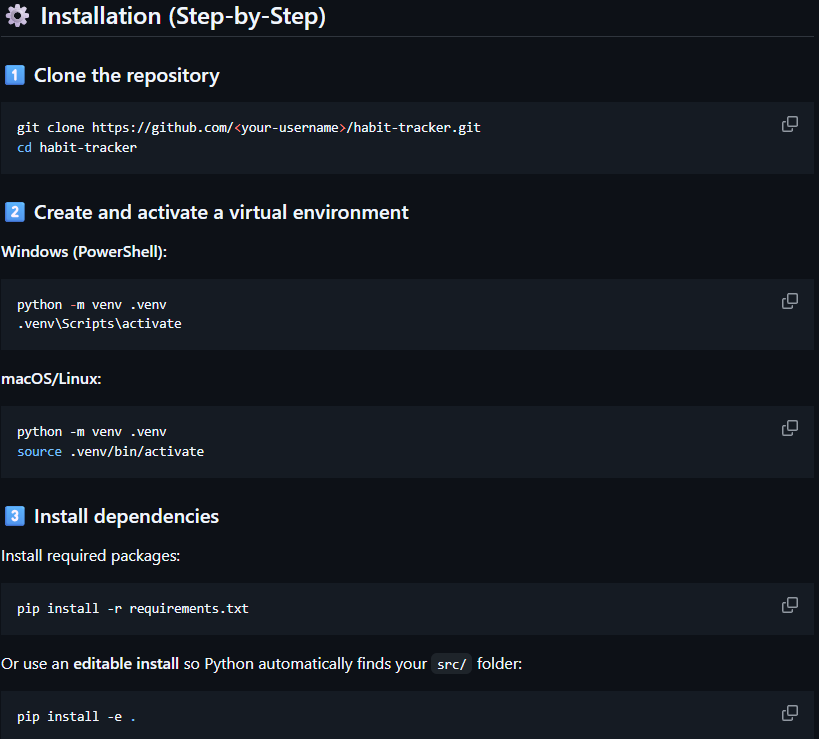 ⚙️ Installation (Step-by-Step)
1️⃣ Clone the repository
git clone https://github.com/<your-username>/habit-tracker.git
cd habit-tracker
2️⃣ Create and activate a virtual environment
Windows (PowerShell):
python -m venv .venv
.venv\Scripts\activate
macOS/Linux:
python -m venv .venv
source .venv/bin/activate
3️⃣ Install dependencies
Install required packages:
pip install -r requirements.txt
Or use an editable install so Python automatically finds your src/ folder:
pip install -e .